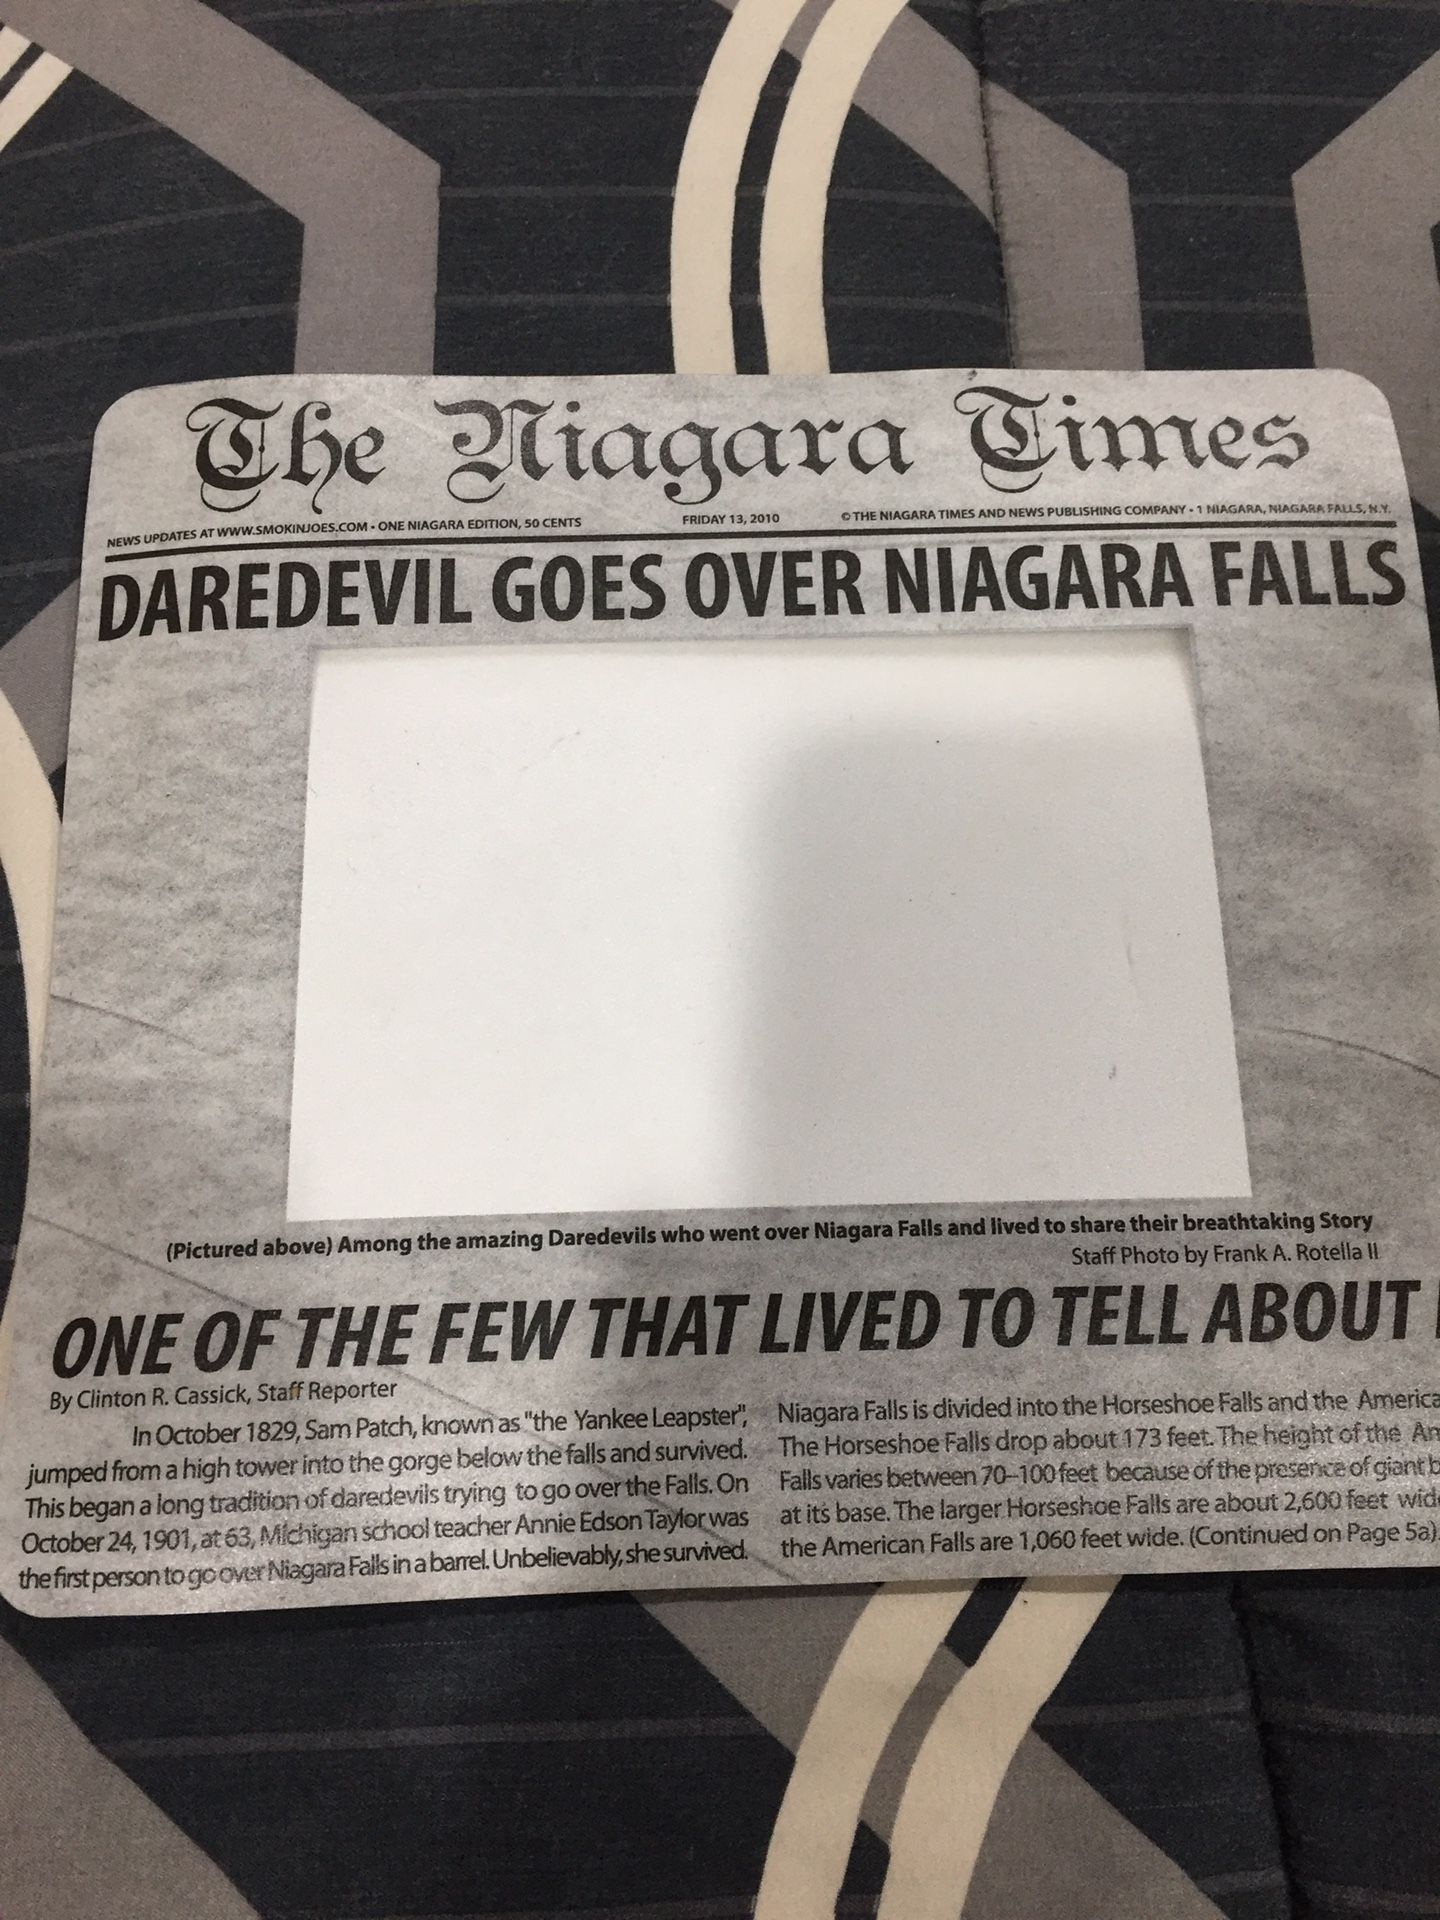 The Niagara Times
NEWS UPDATES AT WWW.SMOKINJOES.COM • ONE NIAGARA EDITION, 50 CENTS
FRIDAY 13, 2010
© THE NIAGARA TIMES AND NEWS PUBLISHING COMPANY • 1 NIAGARA, NIAGARA FALLS, N.Y.
DAREDEVIL GOES OVER NIAGARA FALLS
(Pictured above) Among the amazing Daredevils who went over Niagara Falls and lived to share their breathtaking Story
Staff Photo by Frank A. Rotella II
ONE OF THE FEW THAT LIVED TO TELL ABOUT
By Clinton R. Cassick, Staff Reporter
In October 1829, Sam Patch, known as "the Yankee Leapster",
jumped from a high tower into the gorge below the falls and survived.
This began a long tradition of daredevils trying to go over the Falls. On
October 24, 1901, at 63, Michigan school teacher Annie Edson Taylor was
the first person to go over Niagara Falls in a barrel. Unbelievably, she survived.
Niagara Falls is divided into the Horseshoe Falls and the America
The Horseshoe Falls drop about 173 feet. The height of the Am
Falls varies between 70–100 feet because of the presence of giant b
at its base. The larger Horseshoe Falls are about 2,600 feet wide
the American Falls are 1,060 feet wide. (Continued on Page 5a)